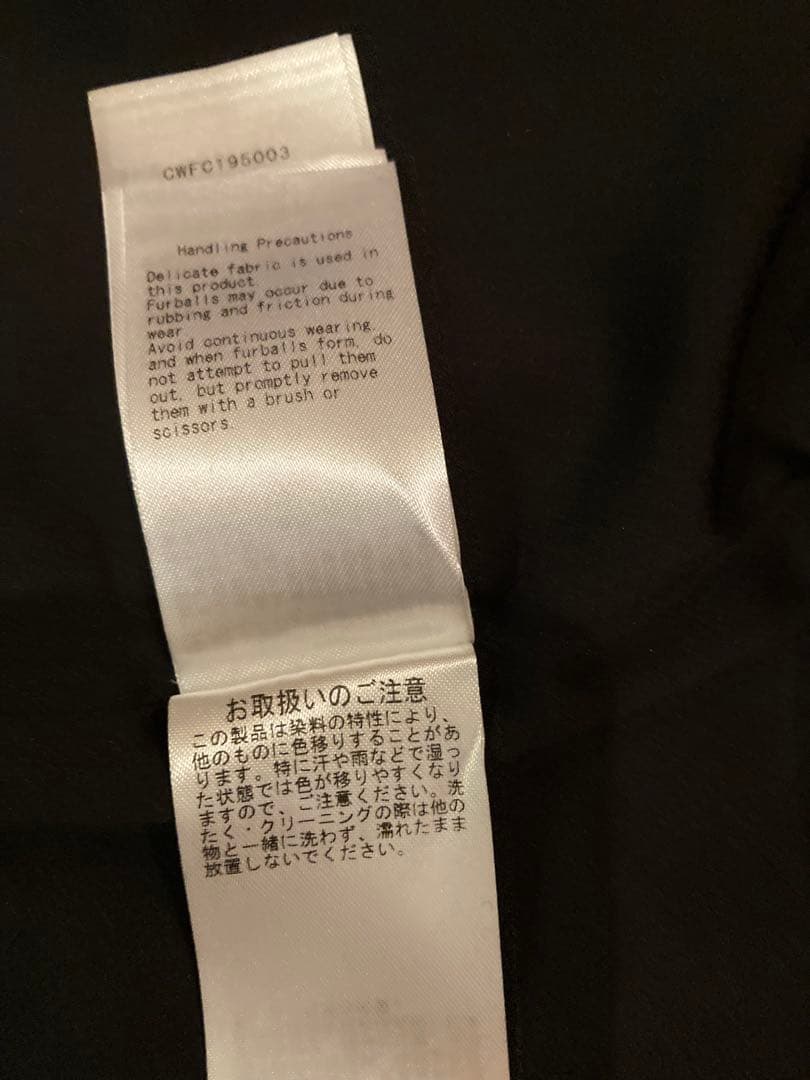 CWFC195003
Handling Precautions
Delicate fabric is used in
this product
Furballs may occur due to
rubbing and friction during
wear
Avoid continuous wearing,
and when furballs form, do
not attempt to pull them
out, but promptly remove
them with a brush or
scissors.
お取扱いのご注意
この製品は染料の特性により、
他のものに色移りすることがあ
ります。特に汗や雨などで湿っ
た状態では色が移りやすくなり
ますので、ご注意ください。洗
たく・クリーニングの際は他の
物と一緒に洗わず、濡れたまま
放置しないでください。